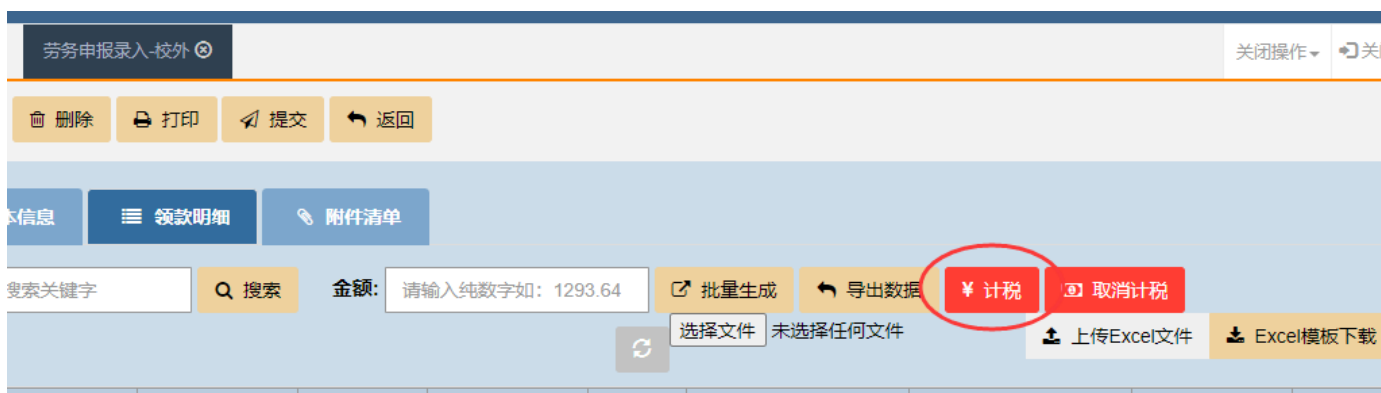 劳务申报录入-校外
关闭操作
删除 打印 提交 返回
本信息 领款明细 附件清单
搜索关键字 搜索 金额: 请输入纯数字如：1293.64 批量生成 导出数据 ¥ 计税 取消计税
选择文件 未选择任何文件 上传Excel文件 Excel模板下载